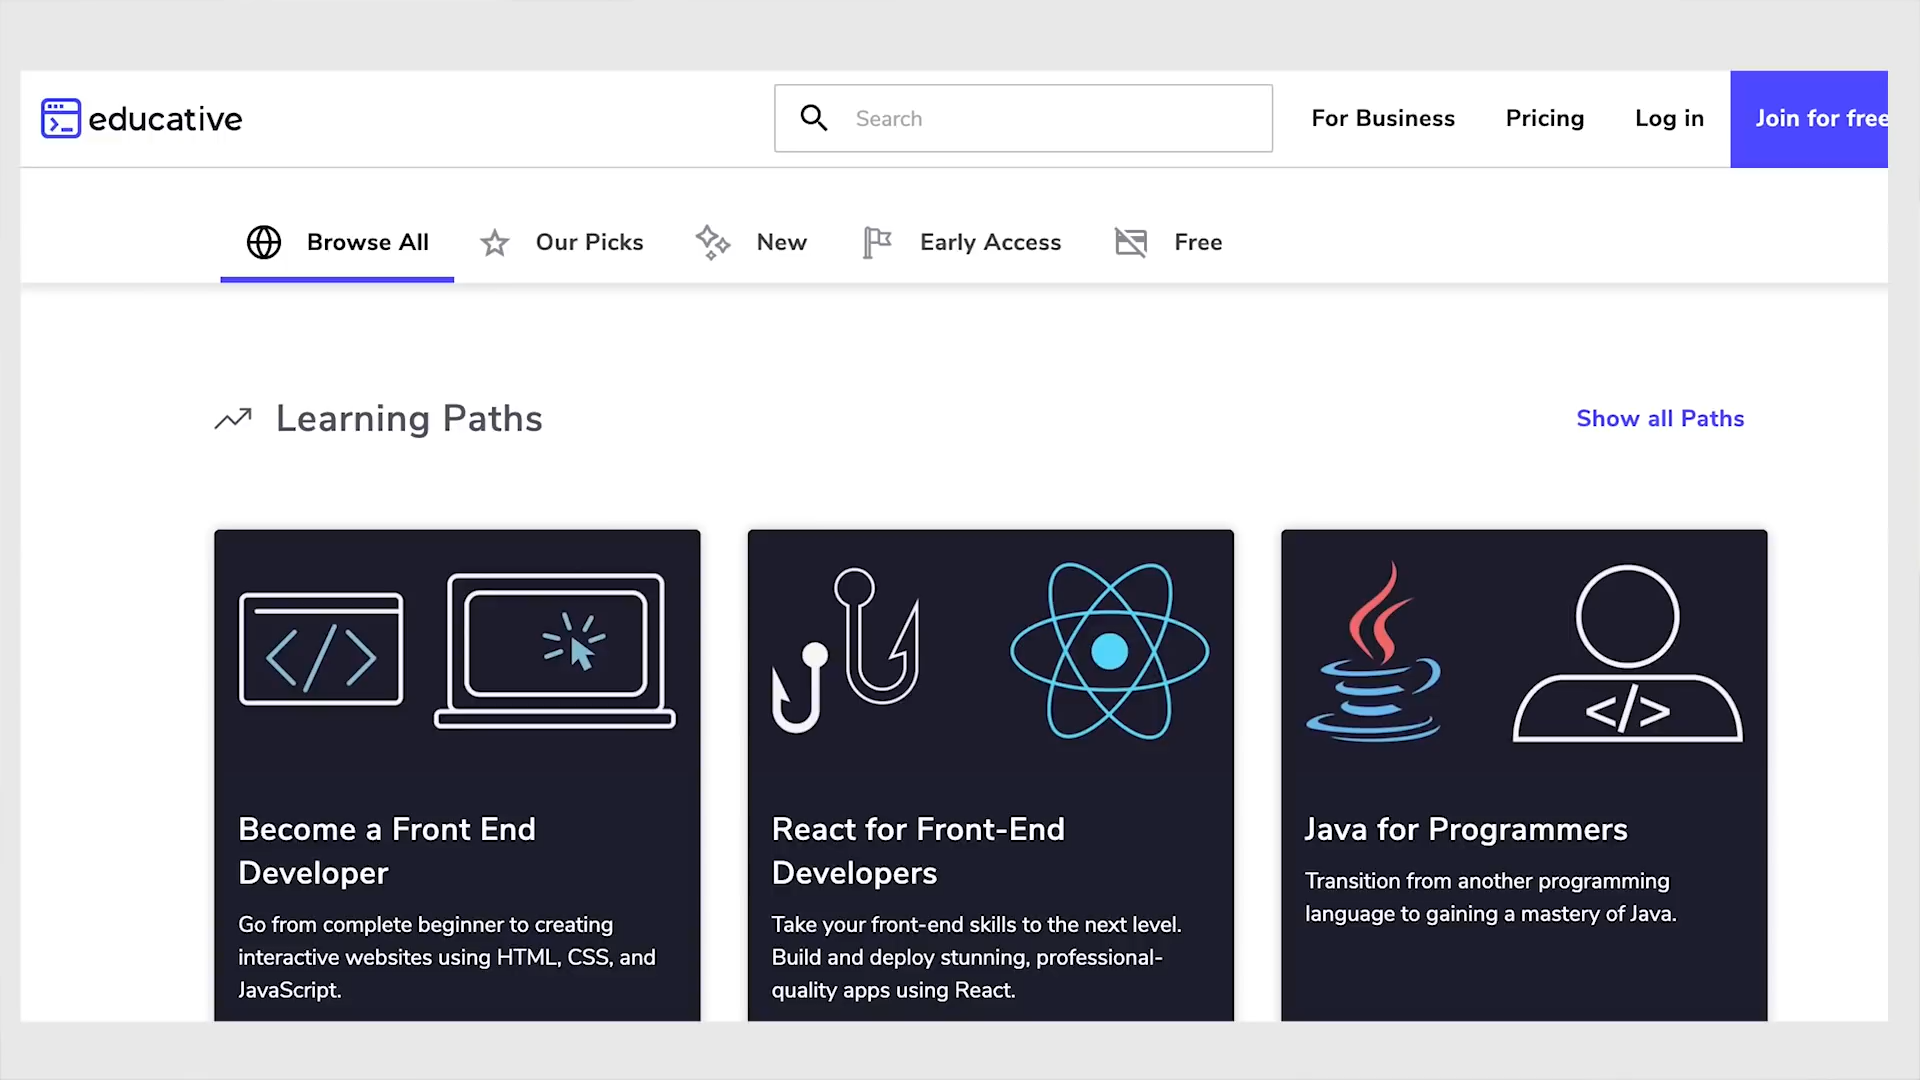 educative
Search
For Business
Pricing
Log in
Join for free
Browse All
Our Picks
New
Early Access
Free
Learning Paths
Show all Paths
Become a Front End
Developer
Go from complete beginner to creating
interactive websites using HTML, CSS, and
JavaScript.
React for Front-End
Developers
Take your front-end skills to the next level.
Build and deploy stunning, professional-
quality apps using React.
Java for Programmers
Transition from another programming
language to gaining a mastery of Java.